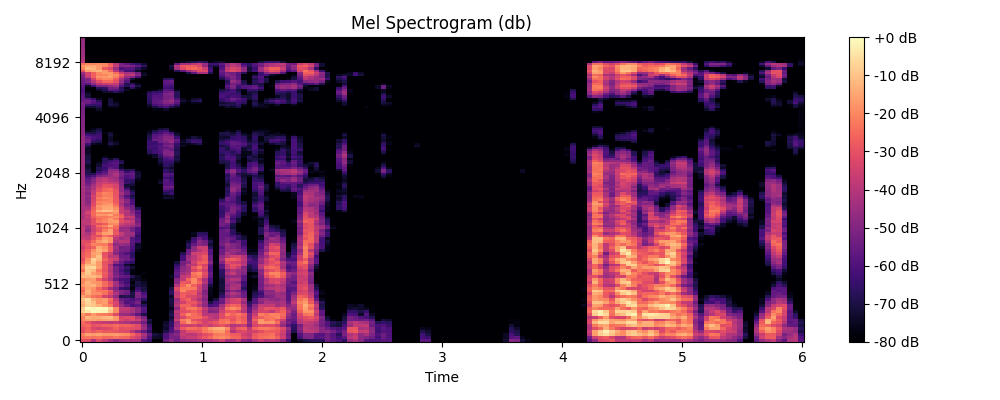 Mel Spectrogram (db)
Hz
8192
4096
2048
1024
512
0
0 1 2 3 4 5 6
Time
+0 dB
-10 dB
-20 dB
-30 dB
-40 dB
-50 dB
-60 dB
-70 dB
-80 dB